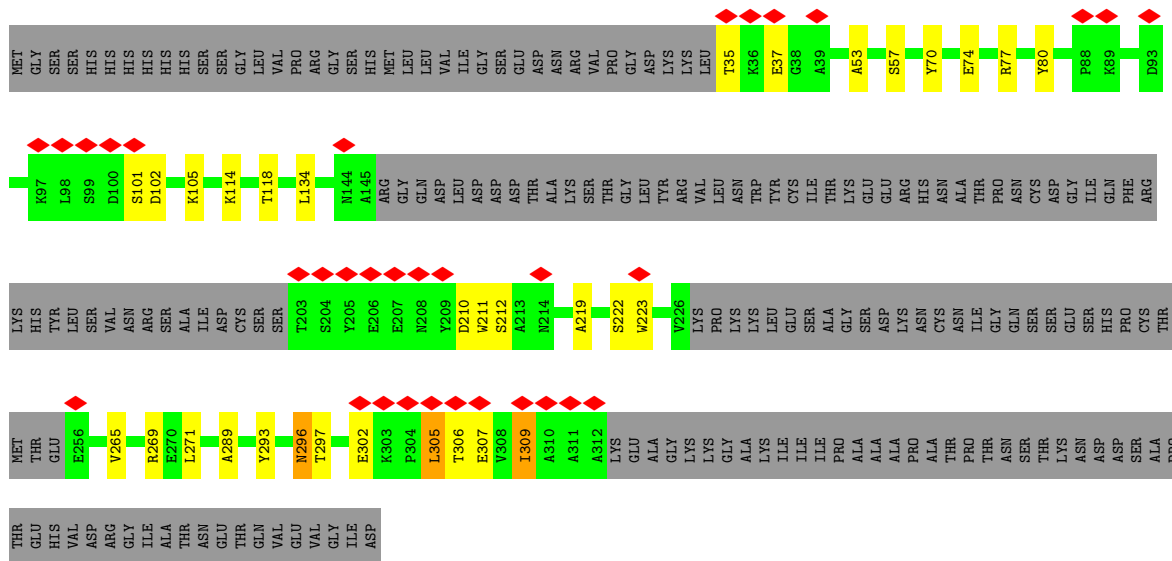 MET GLY SER SER HIS HIS HIS HIS HIS HIS SER SER GLY LEU VAL PRO ARG GLY SER HIS MET LEU LEU VAL ILE GLY SER GLU ASP ASN ARG VAL PRO GLY ASP LYS LYS LEU T35 K36 E37 G38 A39 A53 S57 Y70 E74 R77 Y80 P88 K89 D93
K97 L98 S99 D100 S101 D102 K105 K114 T118 L134 N144 A145 ARG GLY GLN ASP LEU ASP ASP ASP THR ALA LYS SER THR GLY LEU TYR ARG VAL LEU ASN TRP TYR CYS ILE THR LYS GLU GLU ARG HIS ASN ALA THR PRO ASN CYS ASP GLY ILE GLN PHE ARG
LYS HIS TYR LEU SER VAL ASN ARG SER ALA ILE ASP CYS SER SER T203 S204 Y205 E206 E207 N208 Y209 D210 W211 S212 A213 N214 A219 S222 W223 V226 LYS PRO LYS LYS LEU GLU SER ALA GLY SER ASP LYS ASN CYS ASN ILE GLY GLN SER SER GLU SER HIS PRO CYS THR
MET THR GLU E256 V265 R269 E270 L271 A289 Y293 N296 T297 E302 K303 P304 L305 T306 E307 V308 I309 A310 A311 A312 LYS GLU ALA GLY LYS LYS GLY ALA LYS ILE ILE ILE PRO ALA ALA ALA PRO ALA THR PRO THR ASN SER THR LYS ASN ASP ASP SER ALA
THR GLU HIS VAL ASP ARG GLY ILE ALA THR ASN GLU THR GLN VAL GLU VAL GLY ILE ASP